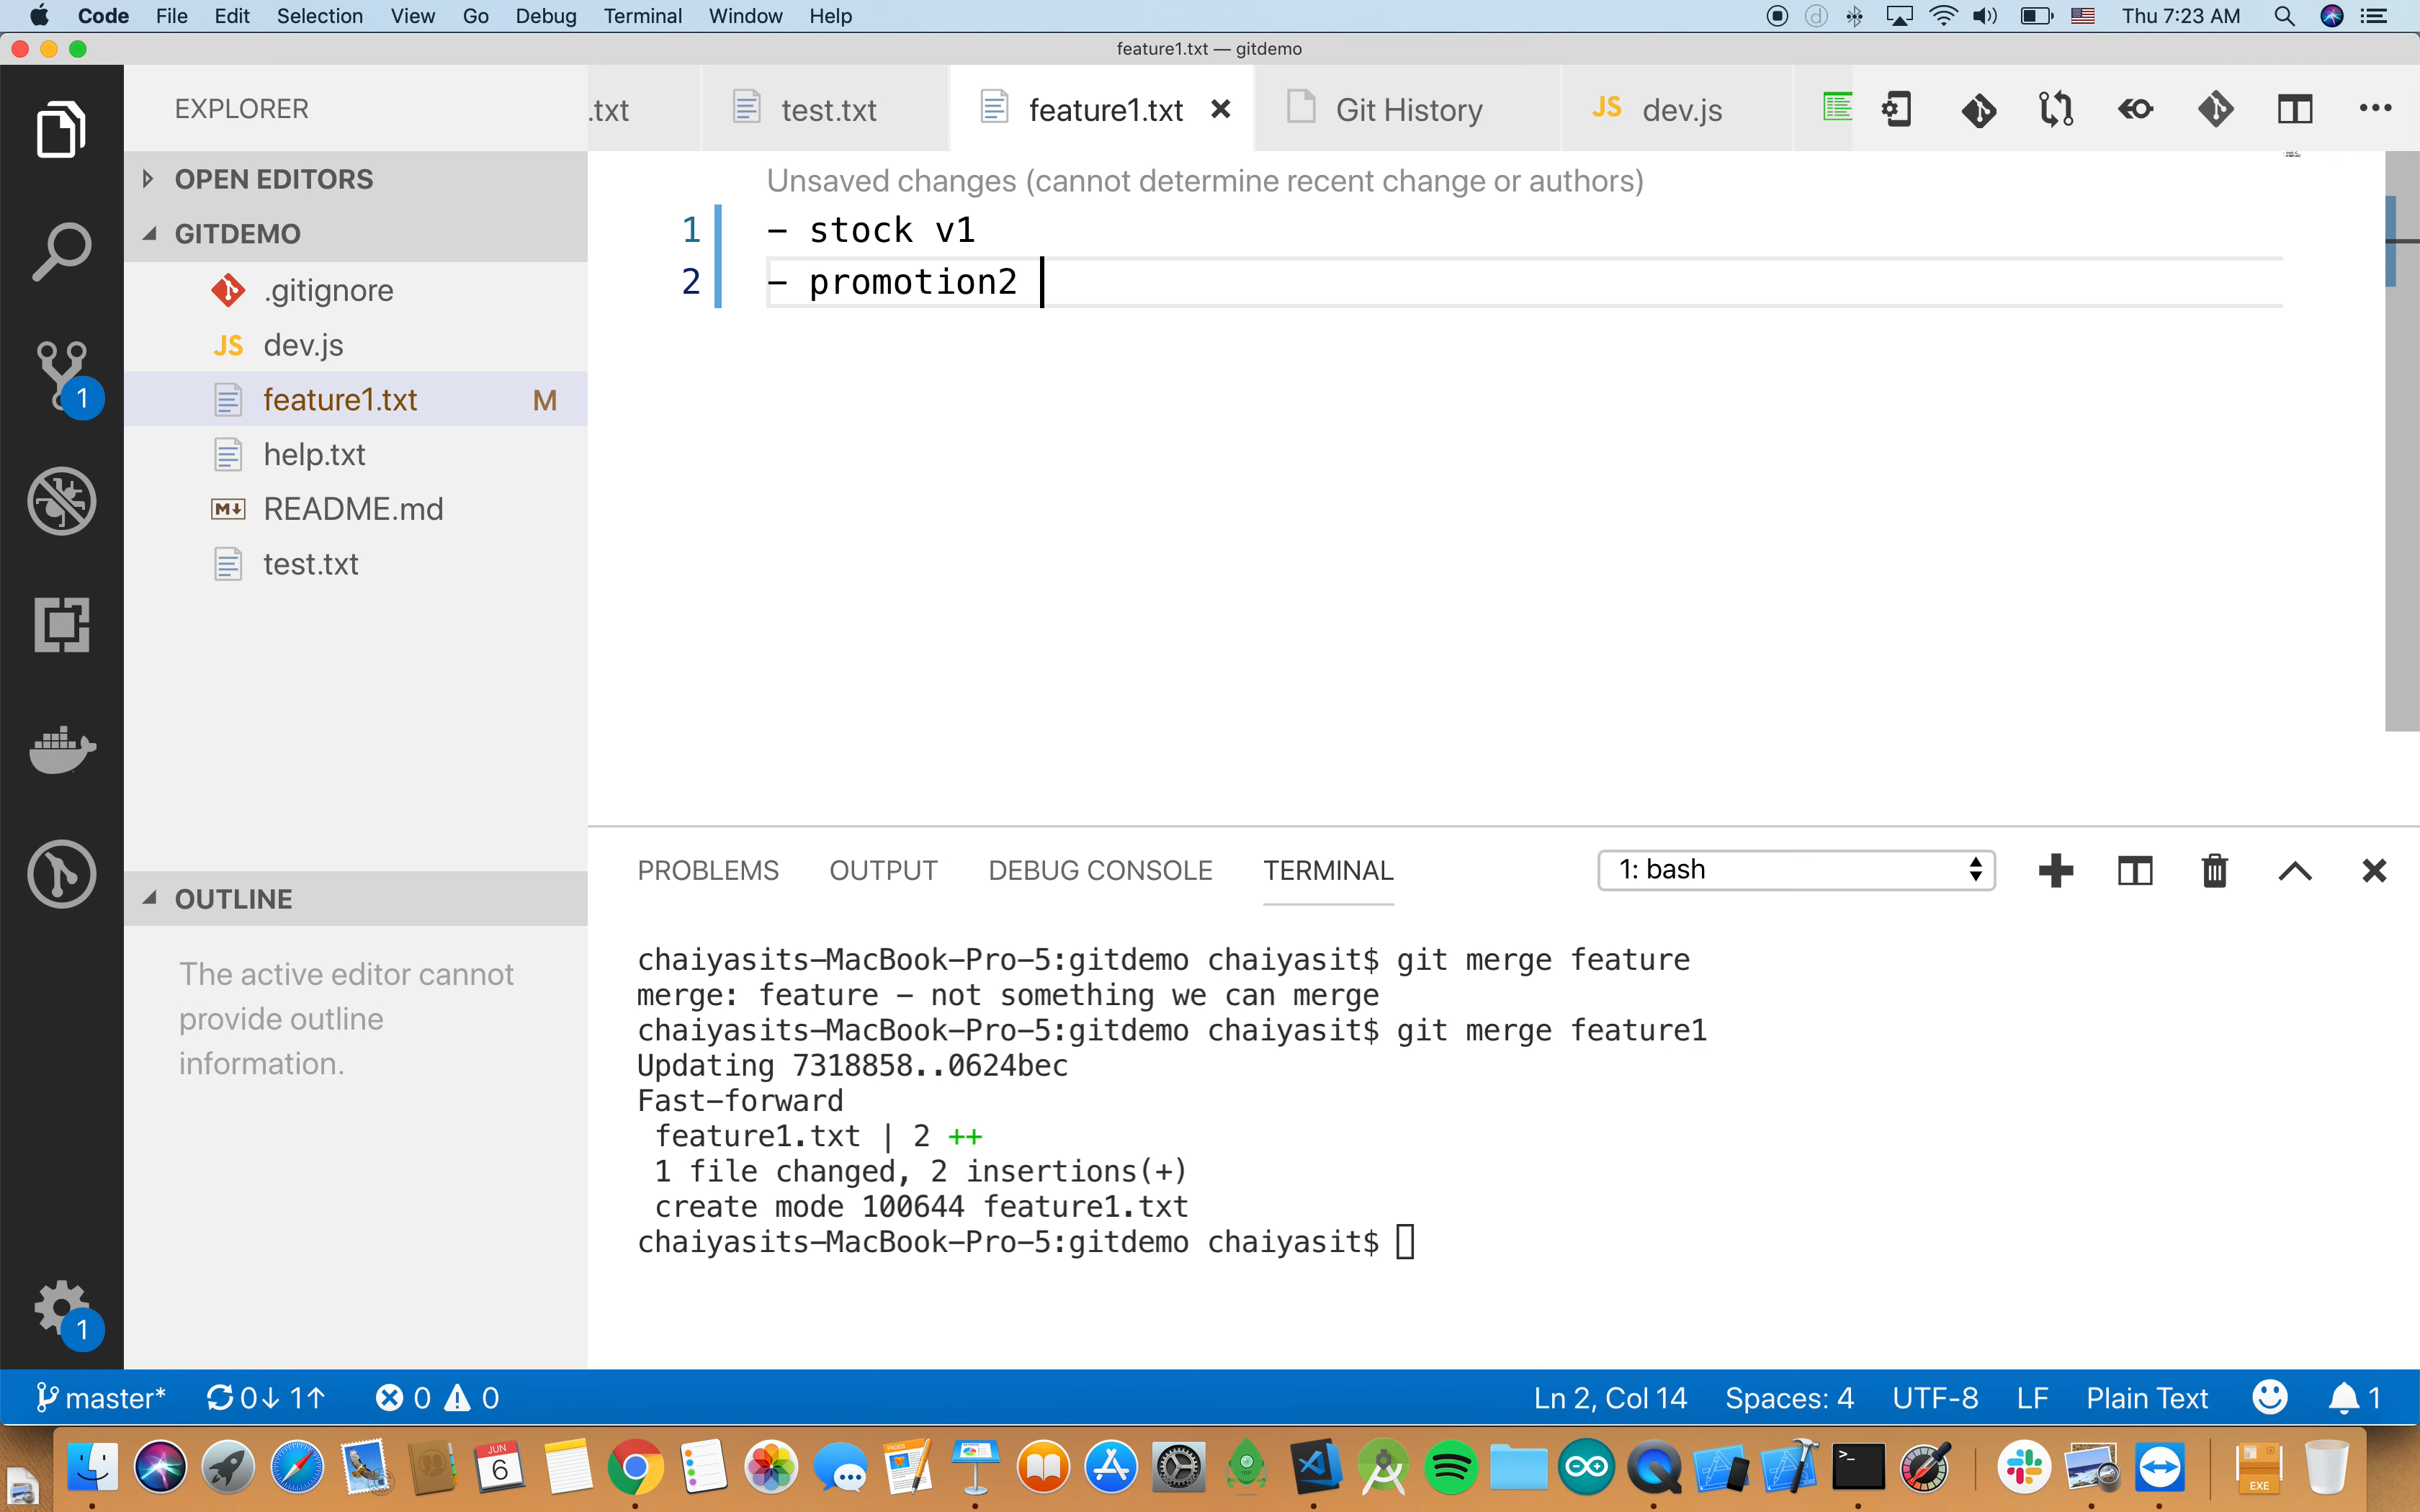 Code File Edit Selection View Go Debug Terminal Window Help Thu 7:23 AM
feature1.txt — gitdemo
EXPLORER
.txt test.txt feature1.txt Git History JS dev.js
OPEN EDITORS
GITDEMO
.gitignore
JS dev.js
feature1.txt M
help.txt
README.md
test.txt
1
Unsaved changes (cannot determine recent change or authors)
1 - stock v1
2 - promotion2
OUTLINE
The active editor cannot
provide outline
information.
1
PROBLEMS OUTPUT DEBUG CONSOLE TERMINAL 1: bash
chaiyasits-MacBook-Pro-5:gitdemo chaiyasit$ git merge feature
merge: feature - not something we can merge
chaiyasits-MacBook-Pro-5:gitdemo chaiyasit$ git merge feature1
Updating 7318858..0624bec
Fast-forward
feature1.txt | 2 ++
1 file changed, 2 insertions(+)
create mode 100644 feature1.txt
chaiyasits-MacBook-Pro-5:gitdemo chaiyasit$
master* 0↓ 1↑ 0 0 Ln 2, Col 14 Spaces: 4 UTF-8 LF Plain Text 1
JUN
6
PAGES
>_
EXE